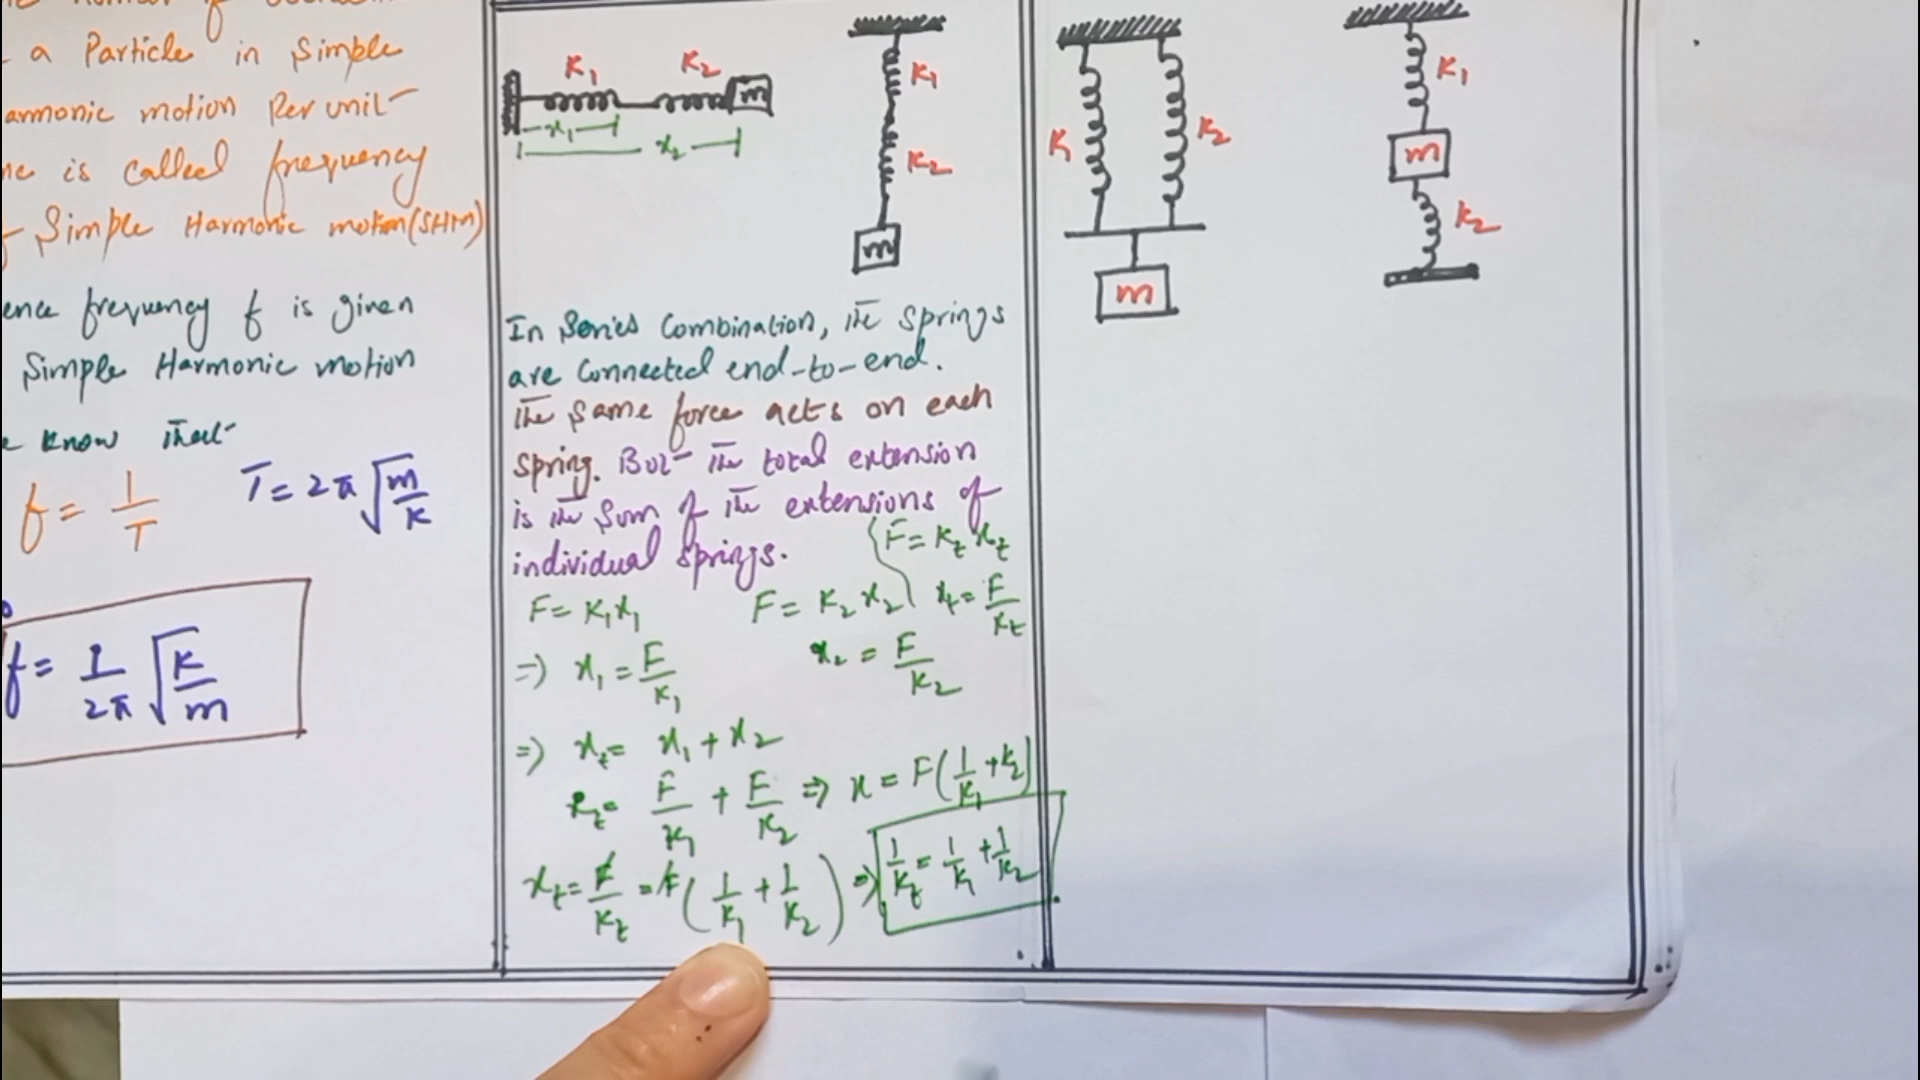 a Particle in Simple
armonic motion Per unit
ne is called frequency
Simple Harmonic motion (SHM)
ence frequency f is given
Simple Harmonic motion
e know that
f = 1/T T = 2π √(m/K)
f = 1/2π √(K/m)
K1 K2 m
x1
x2
K1
K2
m
In Series Combination, the springs
are connected end-to-end.
The same force acts on each
spring. But the total extension
is the sum of the extensions of
individual springs.
F = Kt xt
F = K1x1 F = K2 x2 xt = F/Kt
=> x1 = F/K1 x2 = F/K2
=> xt = x1 + x2
xt = F/K1 + F/K2 => x = F(1/K1 + K2)
xt = F/Kt = F(1/K1 + 1/K2) => 1/Kt = 1/K1 + 1/K2
K1 K2
m
K1
m
K2